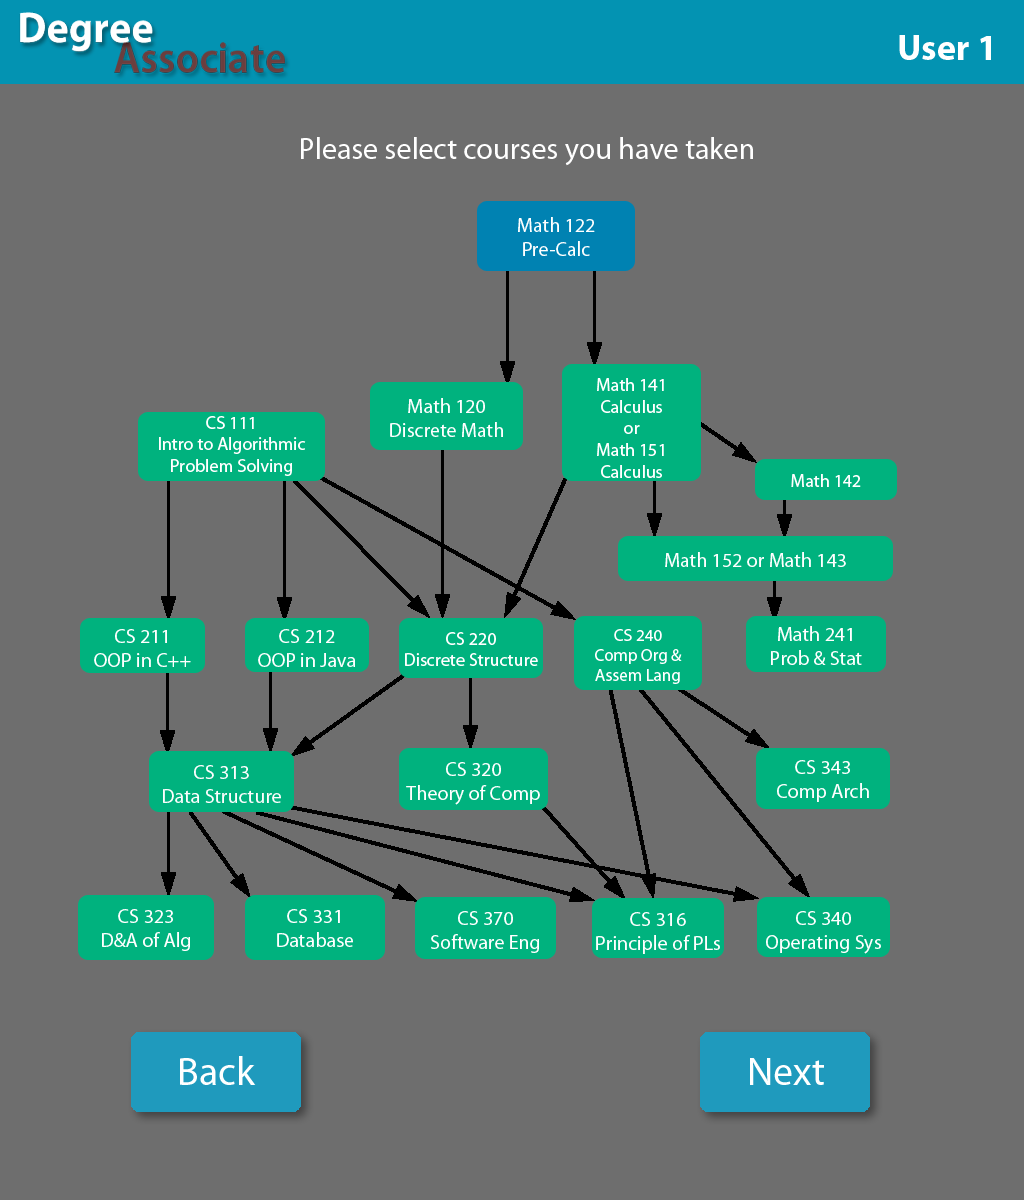 Degree
Associate
User 1
Please select courses you have taken
Math 122
Pre-Calc
Math 120
Discrete Math
Math 141
Calculus
or
Math 151
Calculus
CS 111
Intro to Algorithmic
Problem Solving
Math 142
Math 152 or Math 143
CS 211
OOP in C++
CS 212
OOP in Java
CS 220
Discrete Structure
CS 240
Comp Org &
Assem Lang
Math 241
Prob & Stat
CS 313
Data Structure
CS 320
Theory of Comp
CS 343
Comp Arch
CS 323
D&A of Alg
CS 331
Database
CS 370
Software Eng
CS 316
Principle of PLs
CS 340
Operating Sys
Back
Next